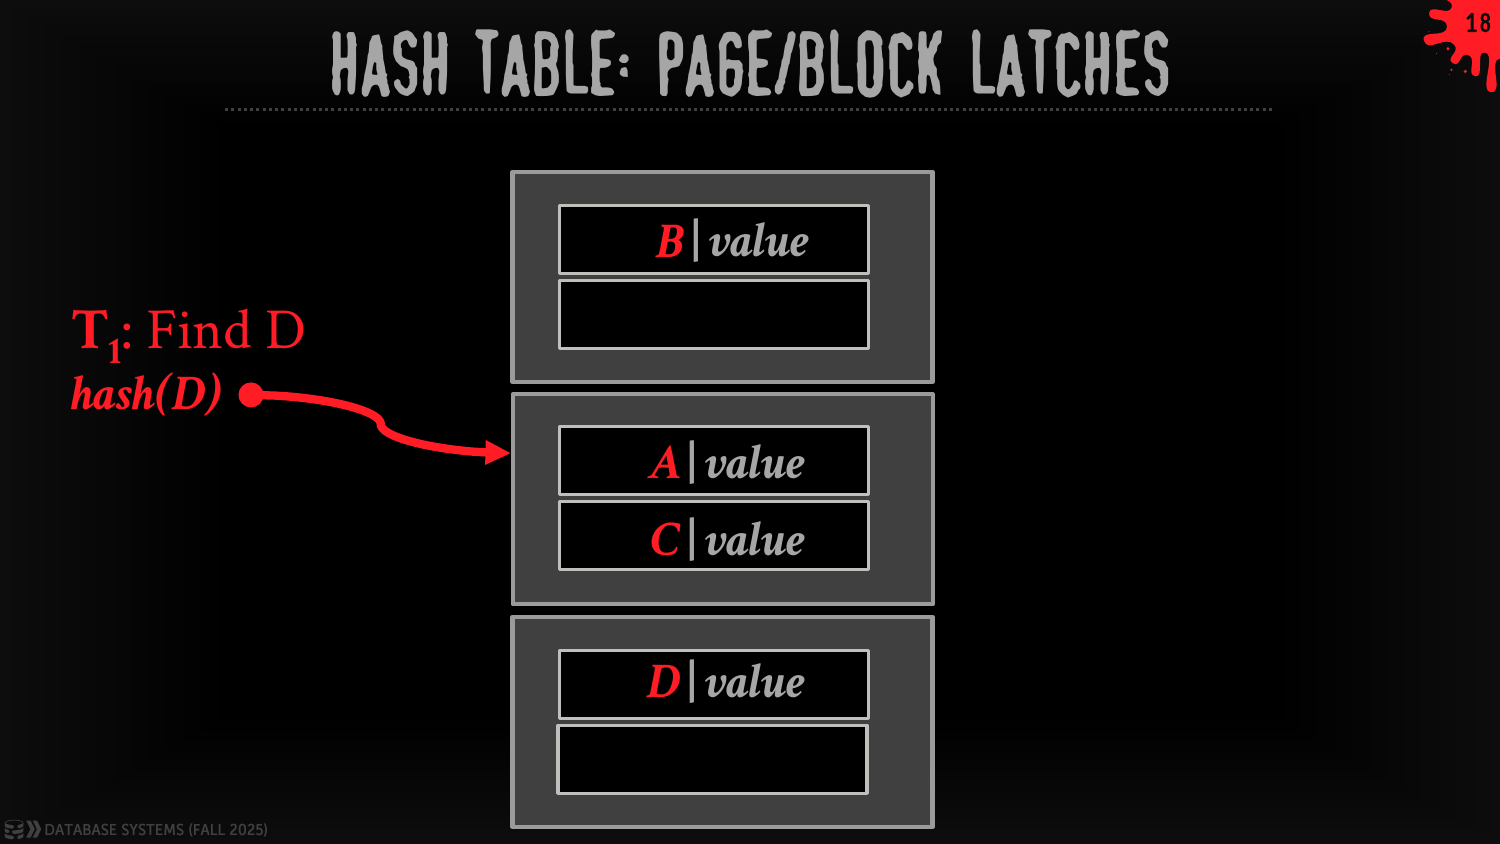 HASH TABLE: PAGE/BLOCK LATCHES
18
B|value
T1: Find D
hash(D)
A|value
C|value
D|value
DATABASE SYSTEMS (FALL 2025)